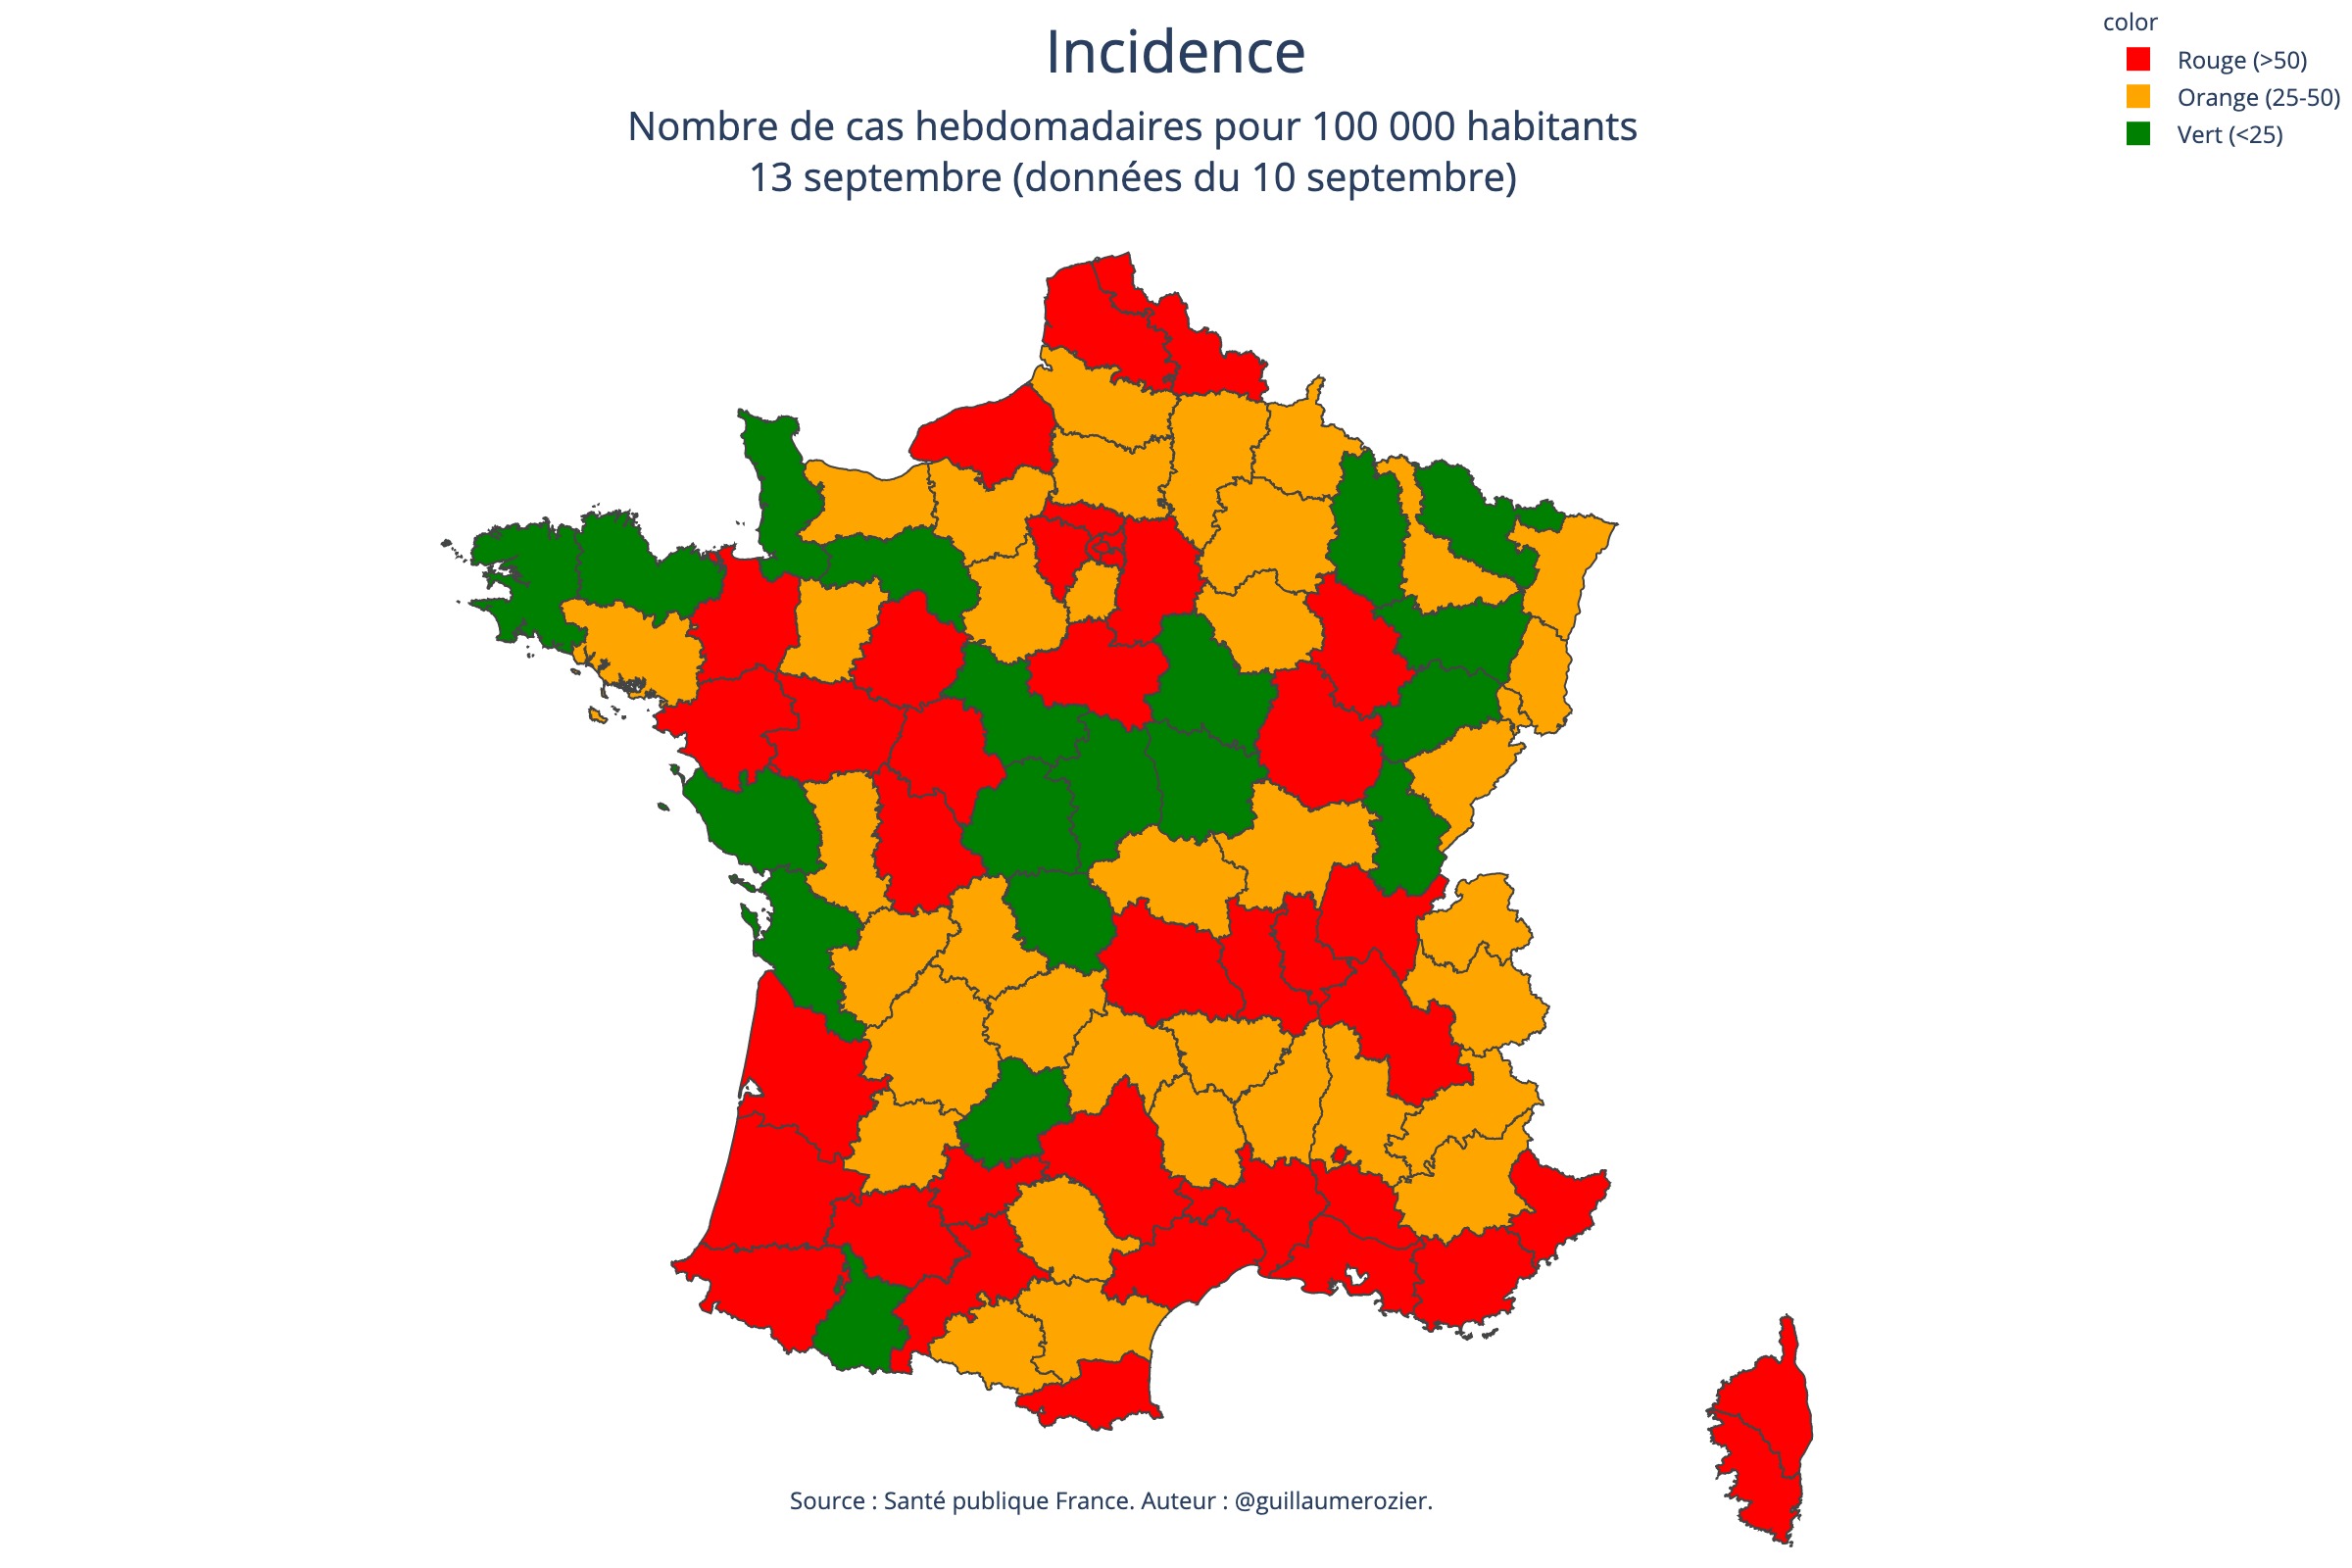 Incidence
Nombre de cas hebdomadaires pour 100 000 habitants
13 septembre (données du 10 septembre)
color
Rouge (>50)
Orange (25-50)
Vert (<25)
Source : Santé publique France. Auteur : @guillaumerozier.